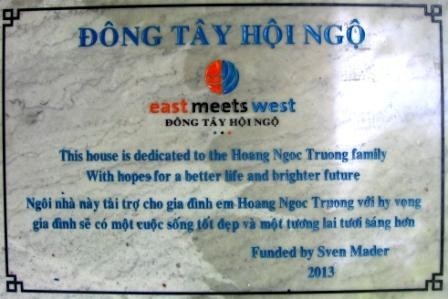 ĐÔNG TÂY HỘI NGỘ
east meets west
ĐÔNG TÂY HỘI NGỘ
This house is dedicated to the Hoang Ngoc Truong family
With hopes for a better life and brighter future
Ngôi nhà này tài trợ cho gia đình em Hoang Ngoc Truong với hy vọng
gia đình sẽ có một cuộc sống tốt đẹp và một tương lai tươi sáng hơn
Funded by Sven Mader
2013